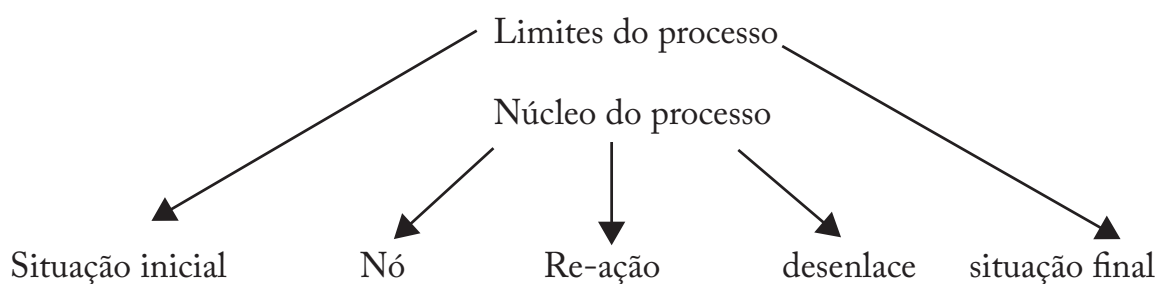 Limites do processo
Núcleo do processo
Situação inicial Nó Re-ação desenlace situação final